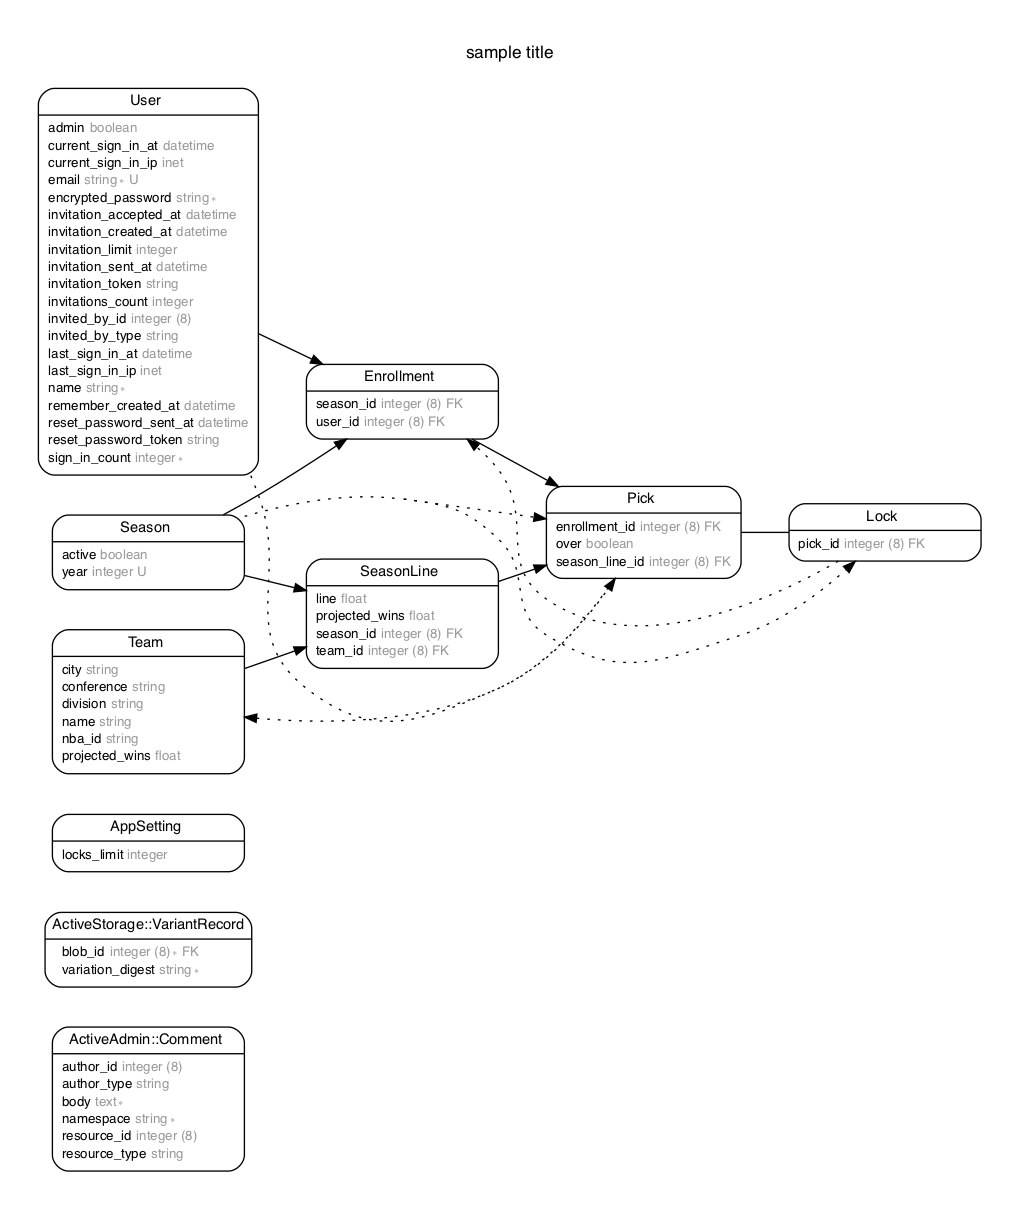 sample title
User
admin boolean
current_sign_in_at datetime
current_sign_in_ip inet
email string∗ U
encrypted_password string∗
invitation_accepted_at datetime
invitation_created_at datetime
invitation_limit integer
invitation_sent_at datetime
invitation_token string
invitations_count integer
invited_by_id integer (8)
invited_by_type string
last_sign_in_at datetime
last_sign_in_ip inet
name string∗
remember_created_at datetime
reset_password_sent_at datetime
reset_password_token string
sign_in_count integer∗
Enrollment
season_id integer (8) FK
user_id integer (8) FK
Pick
enrollment_id integer (8) FK
over boolean
season_line_id integer (8) FK
Lock
pick_id integer (8) FK
Season
active boolean
year integer U
SeasonLine
line float
projected_wins float
season_id integer (8) FK
team_id integer (8) FK
Team
city string
conference string
division string
name string
nba_id string
projected_wins float
AppSetting
locks_limit integer
ActiveStorage::VariantRecord
blob_id integer (8)∗ FK
variation_digest string∗
ActiveAdmin::Comment
author_id integer (8)
author_type string
body text∗
namespace string∗
resource_id integer (8)
resource_type string